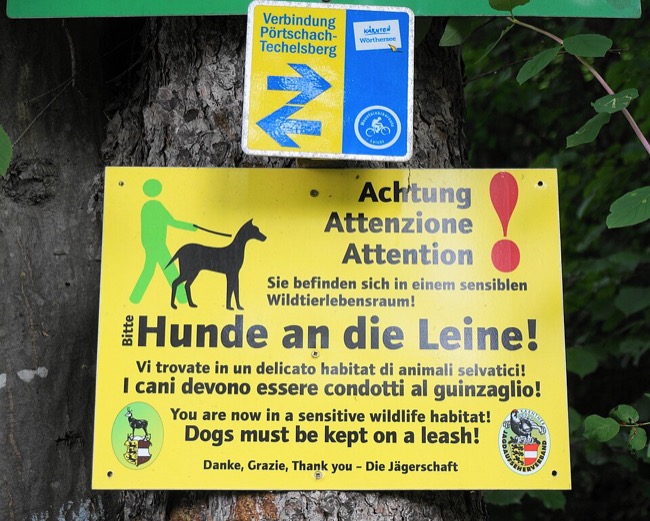 Verbindung
Pörtschach-
Techelsberg
KÄRNTEN
Wörthersee
Achtung
Attenzione
Attention
Sie befinden sich in einem sensiblen
Wildtierlebensraum!
Bitte
Hunde an die Leine!
Vi trovate in un delicato habitat di animali selvatici!
I cani devono essere condotti al guinzaglio!
You are now in a sensitive wildlife habitat!
Dogs must be kept on a leash!
JAGDAUFSEHERVERBAND
Danke, Grazie, Thank you – Die Jägerschaft